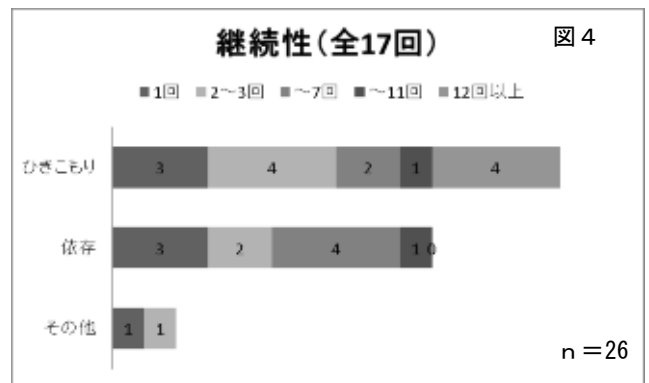 継続性(全17回)
図4
■1回 ■2～3回 ■～7回 ■～11回 ■12回以上
ひきこもり 3 4 2 1 4
依存 3 2 4 1 0
その他 1 1
n＝26